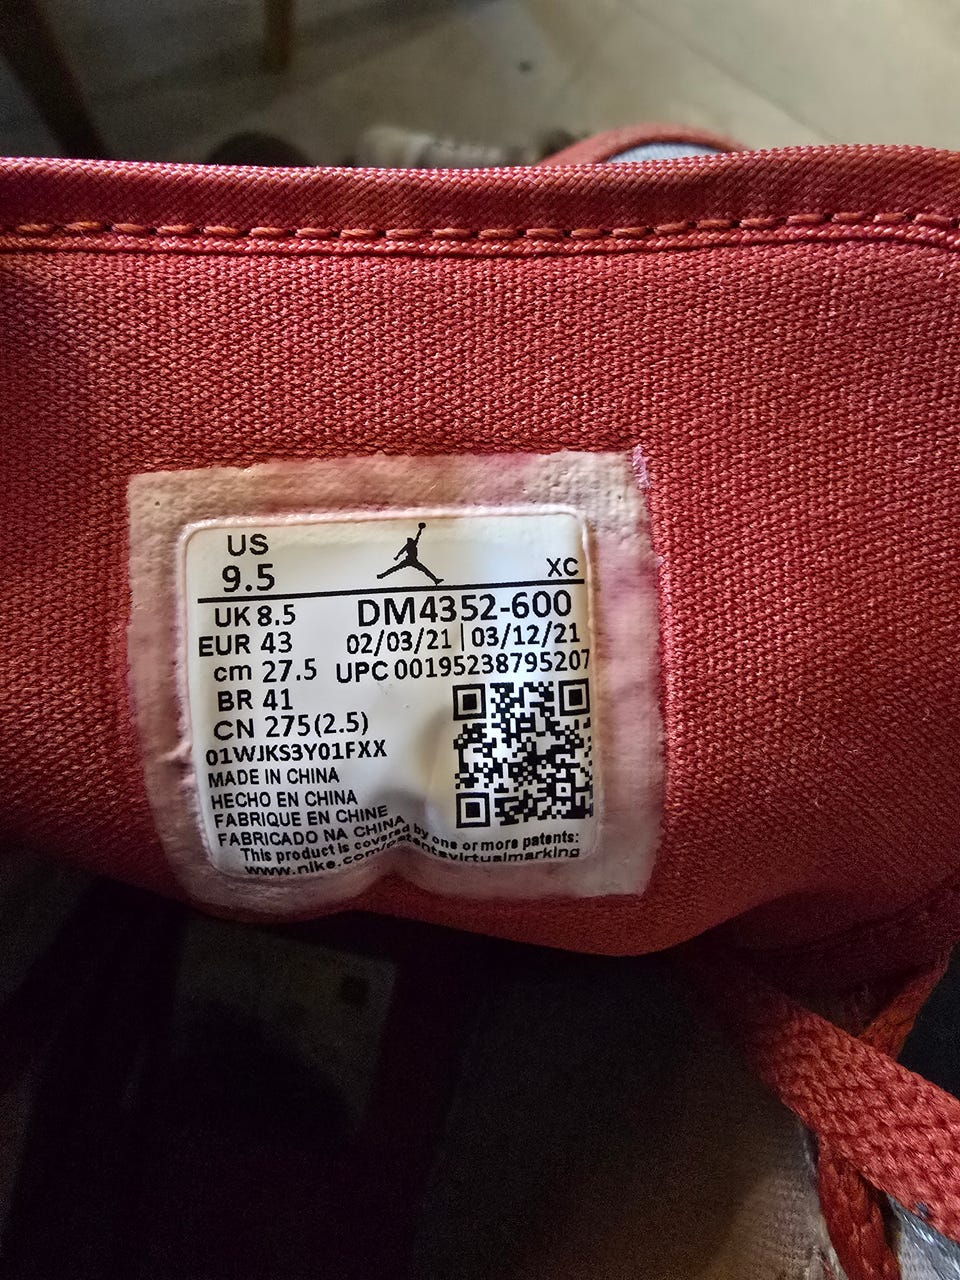 US
9.5
XC
UK 8.5
EUR 43
cm 27.5
BR 41
CN 275(2.5)
DM4352-600
02/03/21 | 03/12/21
UPC 00195238795207
01WJKS3Y01FXX
MADE IN CHINA
HECHO EN CHINA
FABRIQUE EN CHINE
FABRICADO NA CHINA
This product is covered by one or more patents:
www.nike.com/patentsvirtualmarking